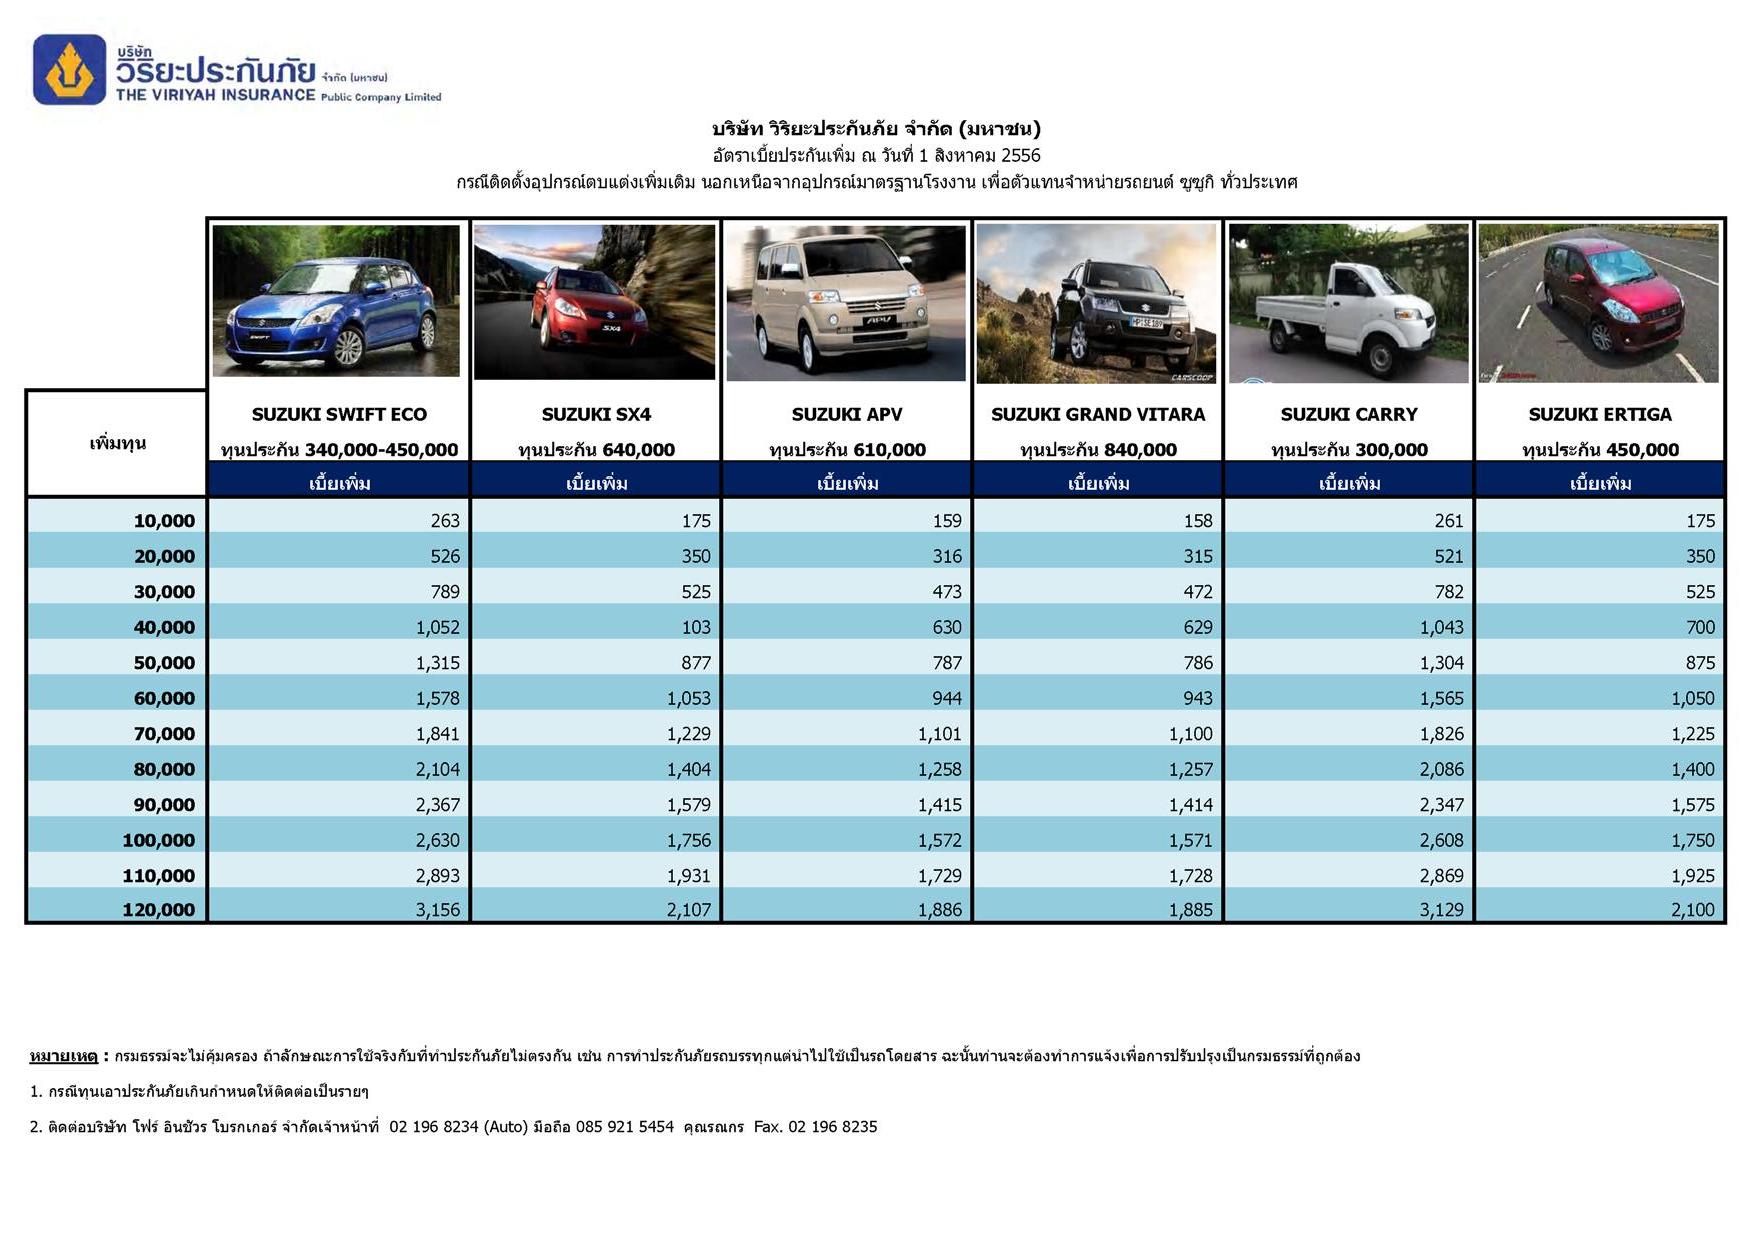 บริษัท
วิริยะประกันภัย จำกัด (มหาชน)
THE VIRIYAH INSURANCE Public Company Limited
บริษัท วิริยะประกันภัย จำกัด (มหาชน)
อัตราเบี้ยประกันเพิ่ม ณ วันที่ 1 สิงหาคม 2556
กรณีติดตั้งอุปกรณ์ตบแต่งเพิ่มเติม นอกเหนือจากอุปกรณ์มาตรฐานโรงงาน เพื่อตัวแทนจำหน่ายรถยนต์ ซูซูกิ ทั่วประเทศ
SWIFT SX4 APV HP:SE189 CARSCOOP
SUZUKI SWIFT ECO SUZUKI SX4 SUZUKI APV SUZUKI GRAND VITARA SUZUKI CARRY SUZUKI ERTIGA
เพิ่มทุน
ทุนประกัน 340,000-450,000 ทุนประกัน 640,000 ทุนประกัน 610,000 ทุนประกัน 840,000 ทุนประกัน 300,000 ทุนประกัน 450,000
เบี้ยเพิ่ม เบี้ยเพิ่ม เบี้ยเพิ่ม เบี้ยเพิ่ม เบี้ยเพิ่ม เบี้ยเพิ่ม
10,000 263 175 159 158 261 175
20,000 526 350 316 315 521 350
30,000 789 525 473 472 782 525
40,000 1,052 103 630 629 1,043 700
50,000 1,315 877 787 786 1,304 875
60,000 1,578 1,053 944 943 1,565 1,050
70,000 1,841 1,229 1,101 1,100 1,826 1,225
80,000 2,104 1,404 1,258 1,257 2,086 1,400
90,000 2,367 1,579 1,415 1,414 2,347 1,575
100,000 2,630 1,756 1,572 1,571 2,608 1,750
110,000 2,893 1,931 1,729 1,728 2,869 1,925
120,000 3,156 2,107 1,886 1,885 3,129 2,100
หมายเหตุ : กรมธรรม์จะไม่คุ้มครอง ถ้าลักษณะการใช้จริงกับที่ทำประกันภัยไม่ตรงกัน เช่น การทำประกันภัยรถบรรทุกแต่นำไปใช้เป็นรถโดยสาร ฉะนั้นท่านจะต้องทำการแจ้งเพื่อการปรับปรุงเป็นกรมธรรม์ที่ถูกต้อง
1. กรณีทุนเอาประกันภัยเกินกำหนดให้ติดต่อเป็นรายๆ
2. ติดต่อบริษัท โฟร์ อินชัวร โบรกเกอร์ จำกัดเจ้าหน้าที่ 02 196 8234 (Auto) มือถือ 085 921 5454 คุณรณกร Fax. 02 196 8235